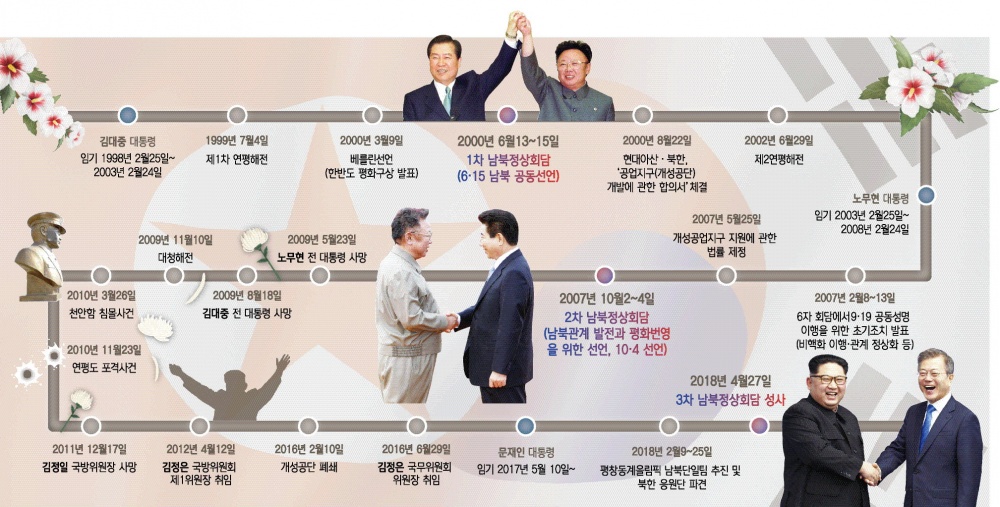 김대중 대통령
임기 1998년 2월25일~
2003년 2월24일
1999년 7월4일
제1차 연평해전
2000년 3월9일
베를린선언
(한반도 평화구상 발표)
2000년 6월13~15일
1차 남북정상회담
(6·15 남북 공동선언)
2000년 8월22일
현대아산·북한,
‘공업지구(개성공단)
개발에 관한 합의서’ 체결
2002년 6월29일
제2연평해전
노무현 대통령
임기 2003년 2월25일~
2008년 2월24일
2007년 2월8~13일
6자 회담에서9·19 공동성명
이행을 위한 초기조치 발표
(비핵화 이행·관계 정상화 등)
2007년 5월25일
개성공업지구 지원에 관한
법률 제정
2007년 10월2~4일
2차 남북정상회담
(남북관계 발전과 평화번영
을 위한 선언, 10·4 선언)
2009년 5월23일
노무현 전 대통령 사망
2009년 8월18일
김대중 전 대통령 사망
2009년 11월10일
대청해전
2010년 3월26일
천안함 침몰사건
2010년 11월23일
연평도 포격사건
2011년 12월17일
김정일 국방위원장 사망
2012년 4월12일
김정은 국방위원회
제1위원장 취임
2016년 2월10일
개성공단 폐쇄
2016년 6월29일
김정은 국무위원회
위원장 취임
문재인 대통령
임기 2017년 5월 10일~
2018년 2월9~25일
평창동계올림픽 남북단일팀 추진 및
북한 응원단 파견
2018년 4월27일
3차 남북정상회담 성사